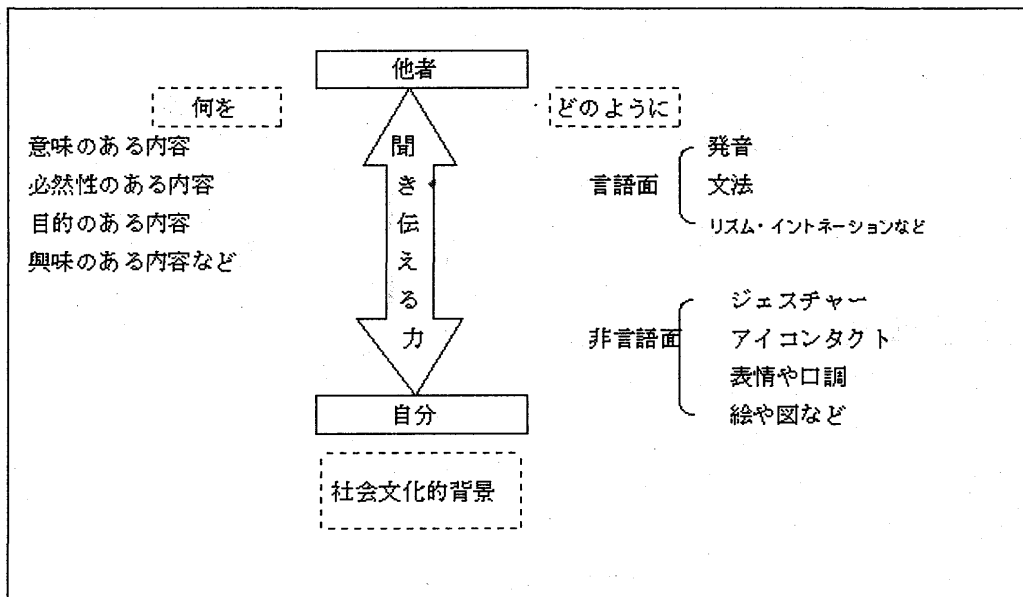 他者
何を
意味のある内容
必然性のある内容
目的のある内容
興味のある内容など
聞き伝える力
どのように
言語面
発音
文法
リズム・イントネーションなど
非言語面
ジェスチャー
アイコンタクト
表情や口調
絵や図など
自分
社会文化的背景